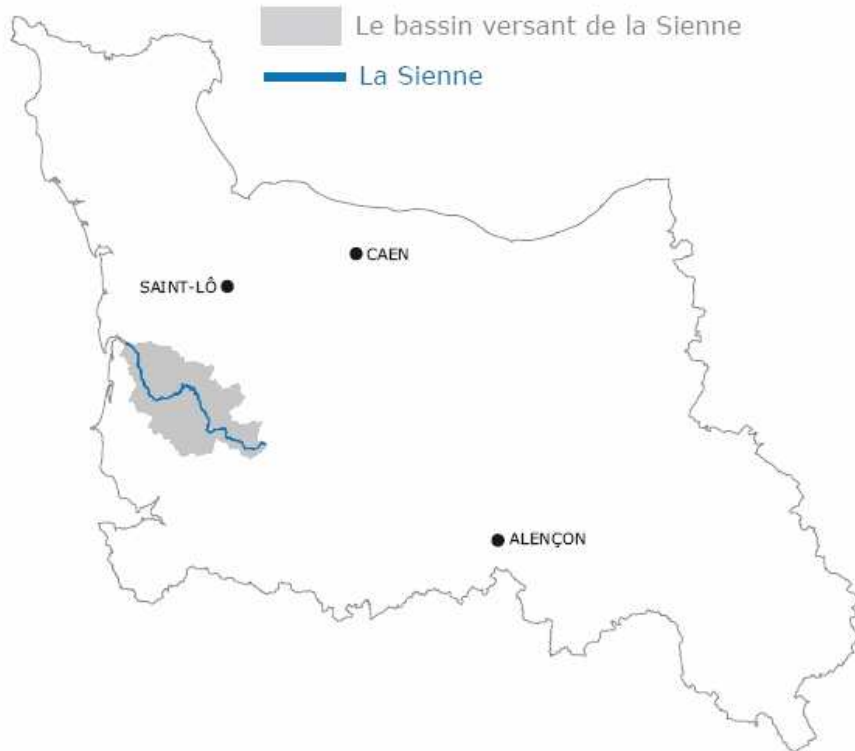 Le bassin versant de la Sienne
La Sienne
CAEN
SAINT-LÔ
ALENÇON